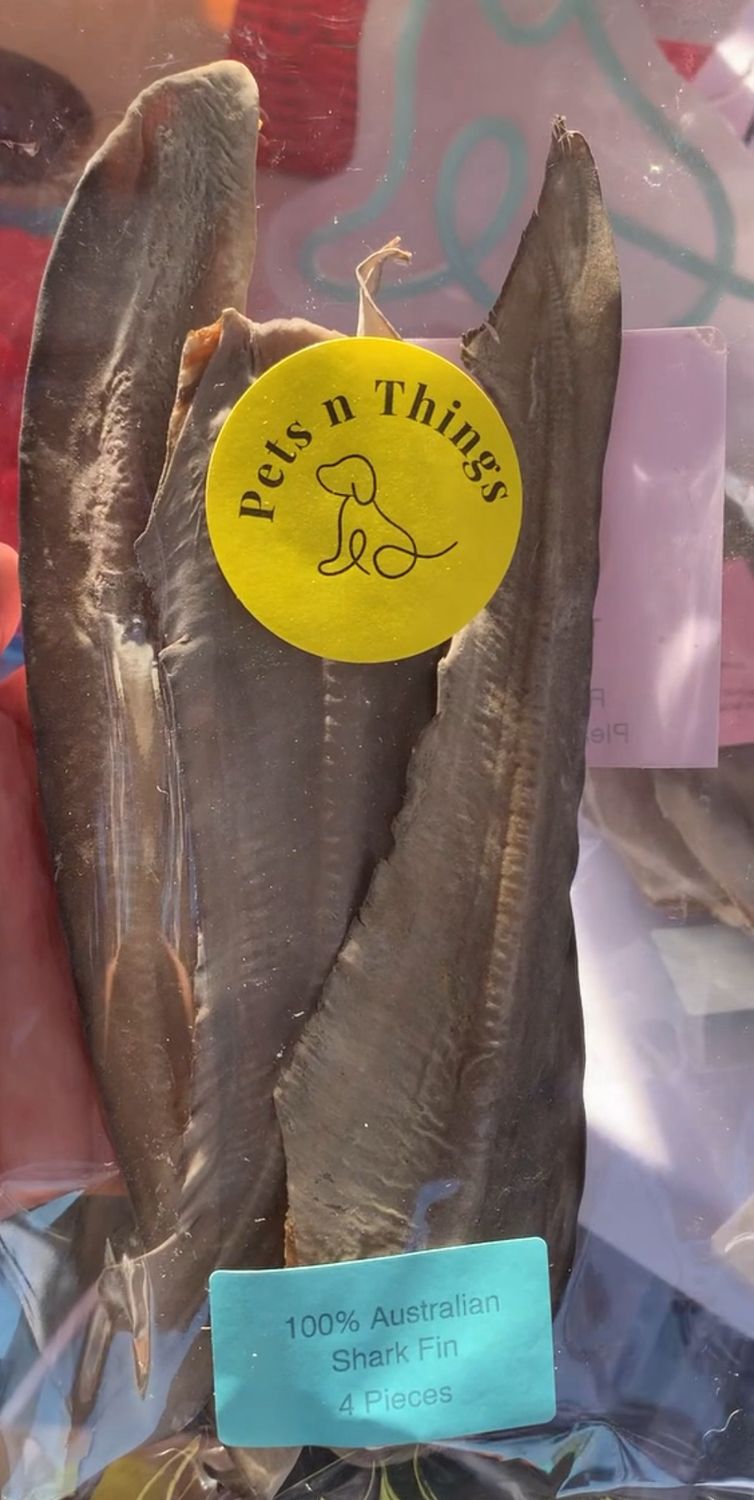 Pets n Things
100% Australian
Shark Fin
4 Pieces